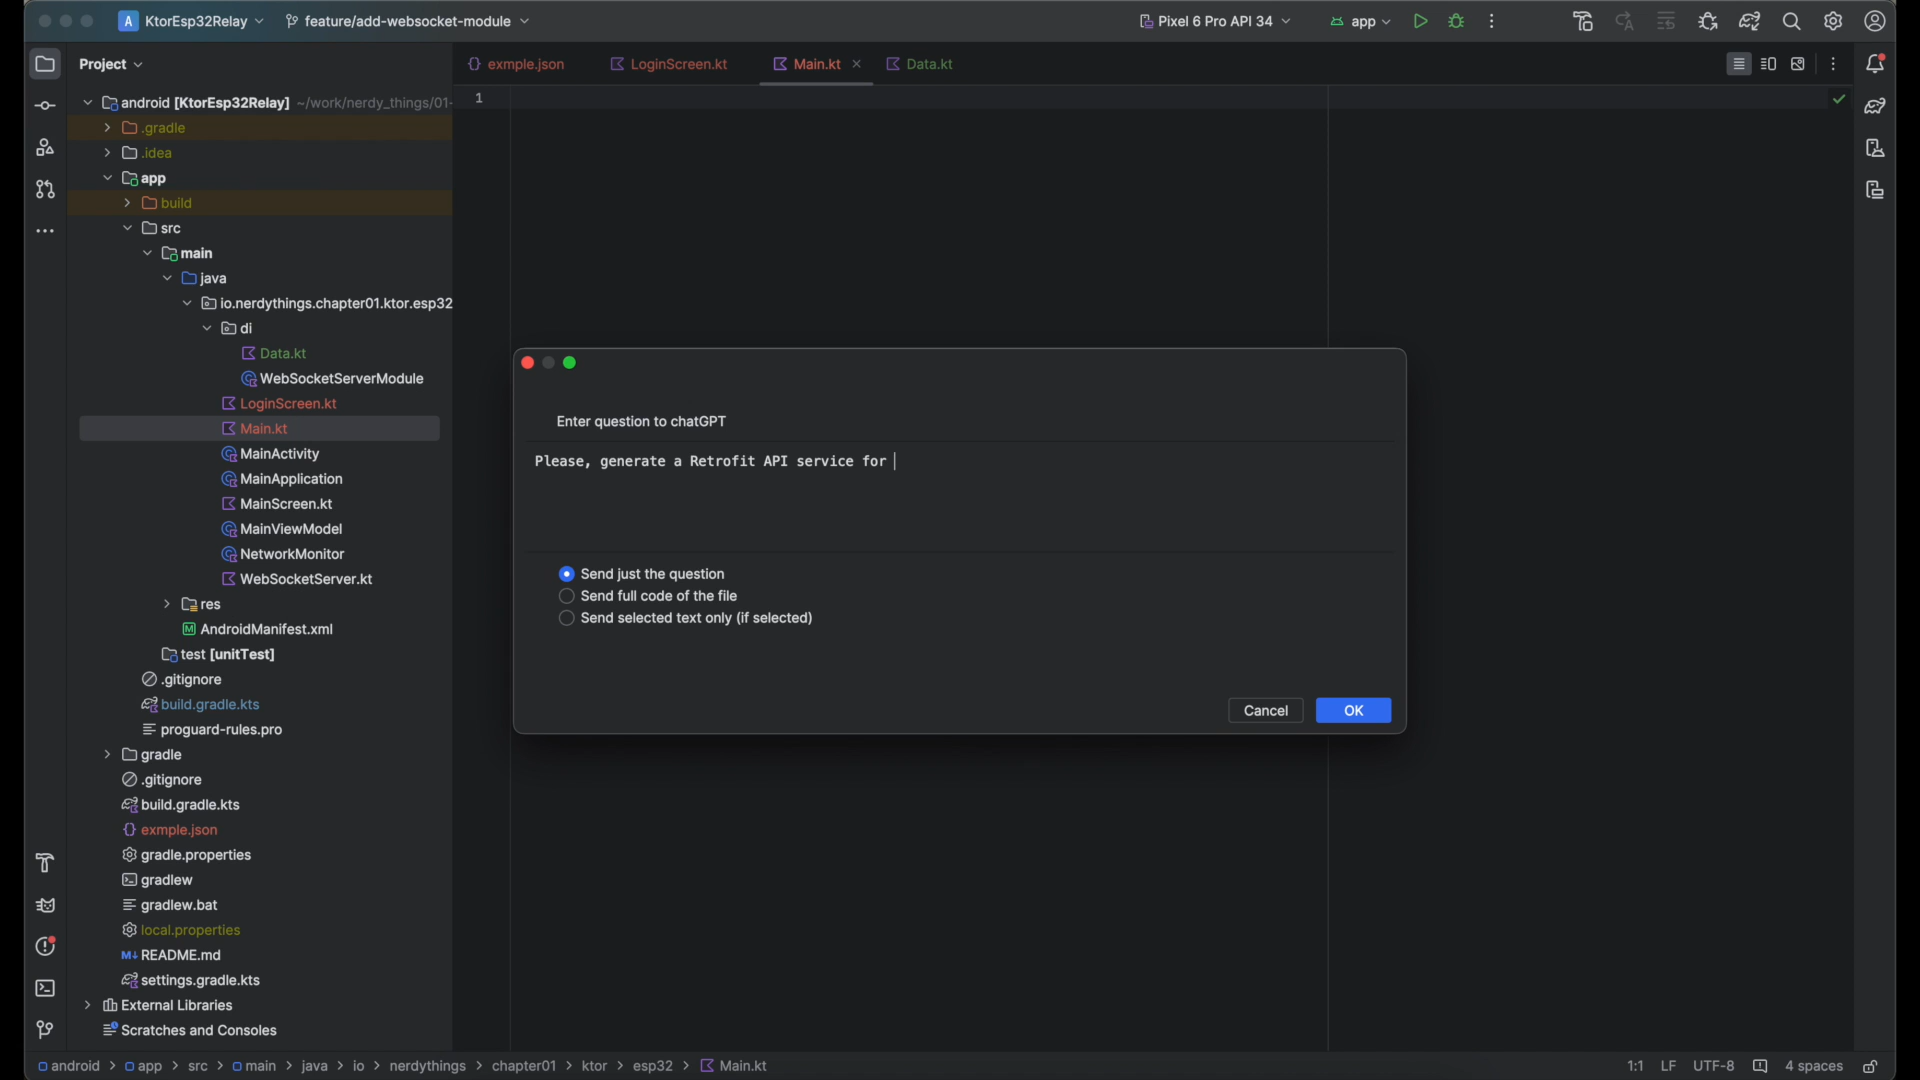 A KtorEsp32Relay
feature/add-websocket-module
Pixel 6 Pro API 34
app
Project
exmple.json
LoginScreen.kt
Main.kt
Data.kt
android [KtorEsp32Relay] ~/work/nerdy_things/01-
1
.gradle
.idea
app
build
src
main
java
io.nerdythings.chapter01.ktor.esp32
di
Data.kt
WebSocketServerModule
LoginScreen.kt
Main.kt
MainActivity
MainApplication
MainScreen.kt
MainViewModel
NetworkMonitor
WebSocketServer.kt
res
M AndroidManifest.xml
test [unitTest]
.gitignore
build.gradle.kts
proguard-rules.pro
gradle
.gitignore
build.gradle.kts
{} exmple.json
gradle.properties
gradlew
gradlew.bat
local.properties
M↓ README.md
settings.gradle.kts
External Libraries
Scratches and Consoles
Enter question to chatGPT
Please, generate a Retrofit API service for
Send just the question
Send full code of the file
Send selected text only (if selected)
Cancel
OK
android > app > src > main > java > io > nerdythings > chapter01 > ktor > esp32 > Main.kt
1:1 LF UTF-8 4 spaces